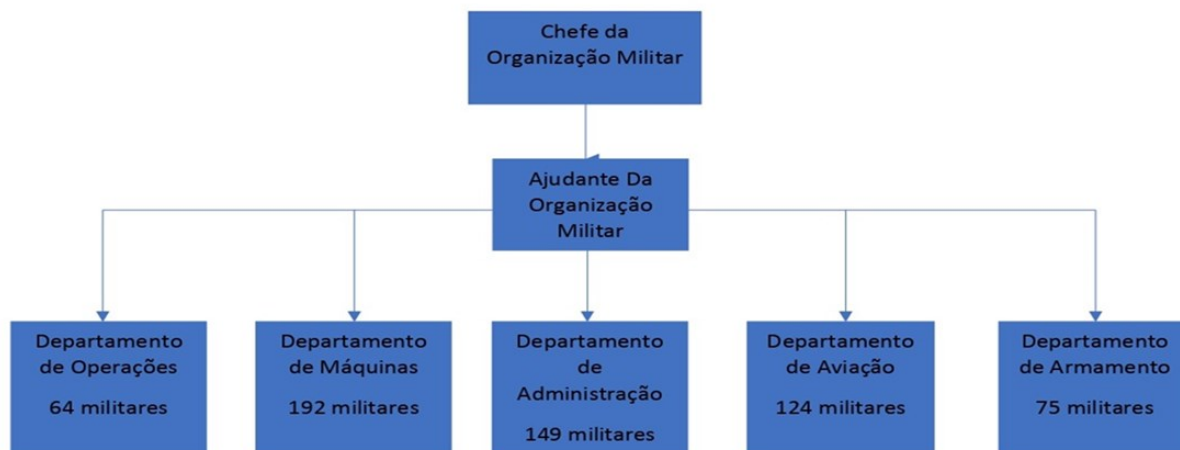 Chefe da
Organização Militar
Ajudante Da
Organização
Militar
Departamento
de Operações
64 militares
Departamento
de Máquinas
192 militares
Departamento
de
Administração
149 militares
Departamento
de Aviação
124 militares
Departamento
de Armamento
75 militares